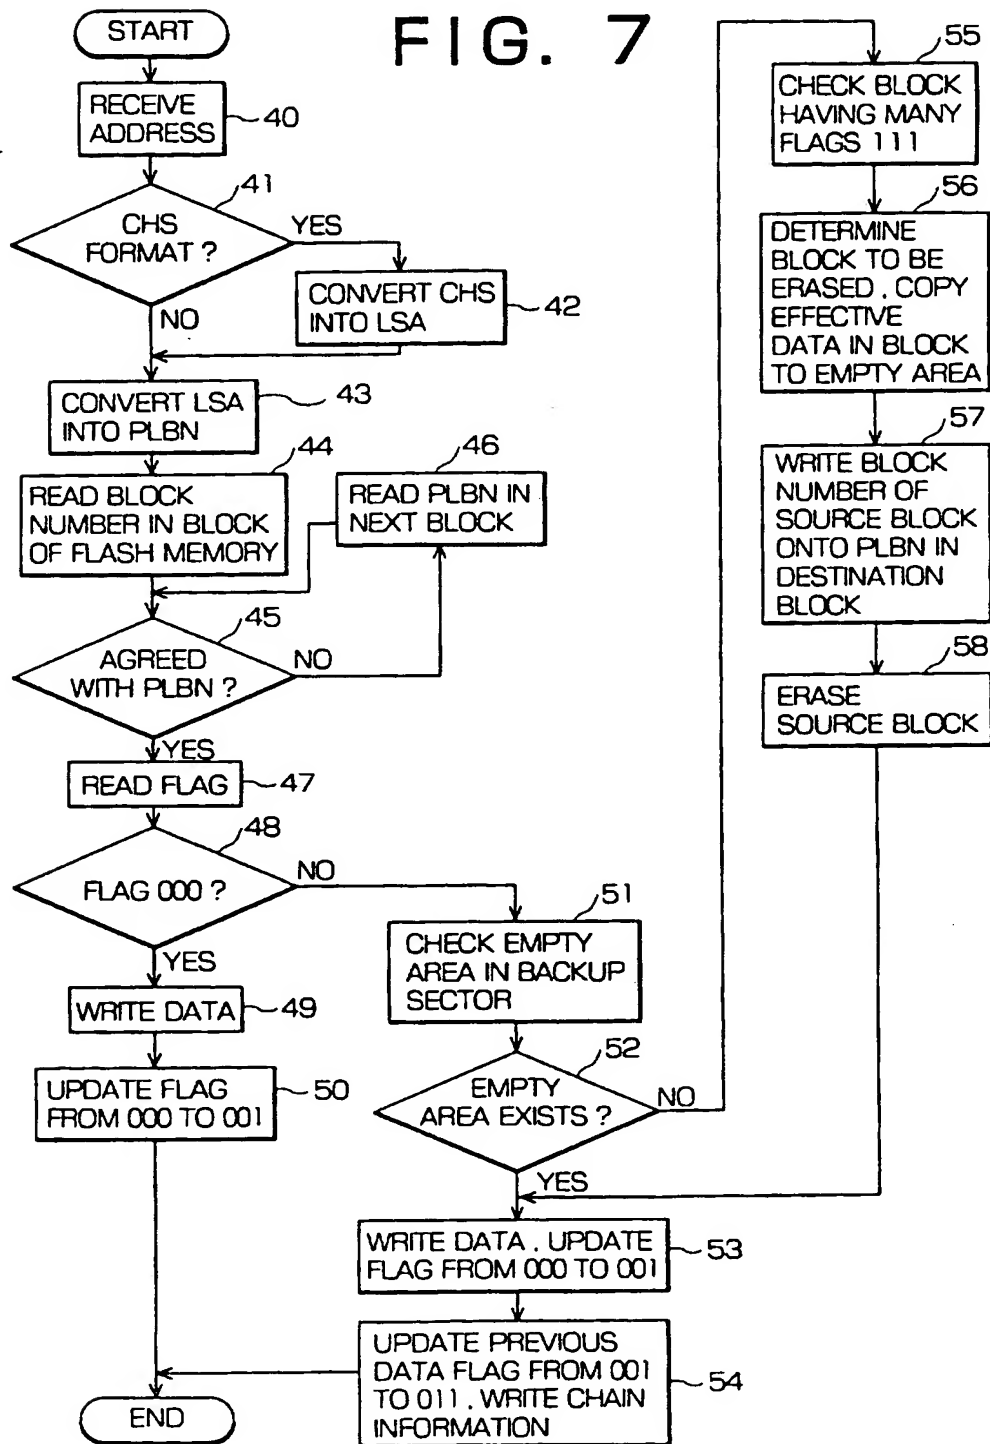 FIG. 7
START
RECEIVE
ADDRESS
40
41
CHS
FORMAT ?
YES
NO
CONVERT CHS
INTO LSA
42
CONVERT LSA
INTO PLBN
43
44
READ BLOCK
NUMBER IN BLOCK
OF FLASH MEMORY
46
READ PLBN IN
NEXT BLOCK
45
AGREED
WITH PLBN ?
NO
YES
READ FLAG
47
48
FLAG 000 ?
NO
YES
WRITE DATA
49
UPDATE FLAG
FROM 000 TO 001
50
51
CHECK EMPTY
AREA IN BACKUP
SECTOR
52
EMPTY
AREA EXISTS ?
NO
YES
WRITE DATA . UPDATE
FLAG FROM 000 TO 001
53
UPDATE PREVIOUS
DATA FLAG FROM 001
TO 011 . WRITE CHAIN
INFORMATION
54
END
55
CHECK BLOCK
HAVING MANY
FLAGS 111
56
DETERMINE
BLOCK TO BE
ERASED . COPY
EFFECTIVE
DATA IN BLOCK
TO EMPTY AREA
57
WRITE BLOCK
NUMBER OF
SOURCE BLOCK
ONTO PLBN IN
DESTINATION
BLOCK
58
ERASE
SOURCE BLOCK